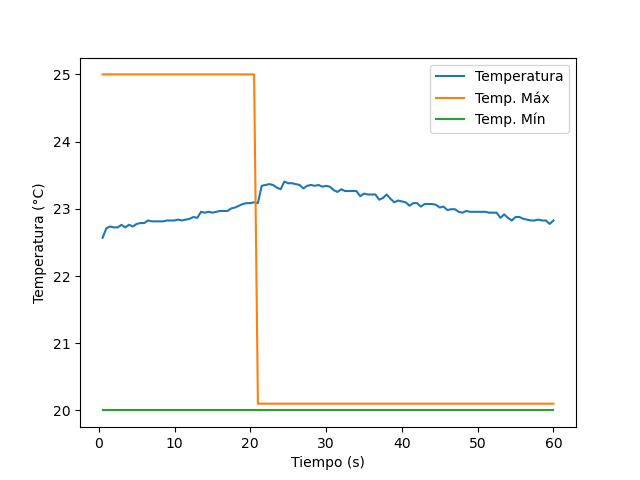 Temperatura
Temp. Máx
Temp. Mín
Temperatura (°C)
25
24
23
22
21
20
0 10 20 30 40 50 60
Tiempo (s)